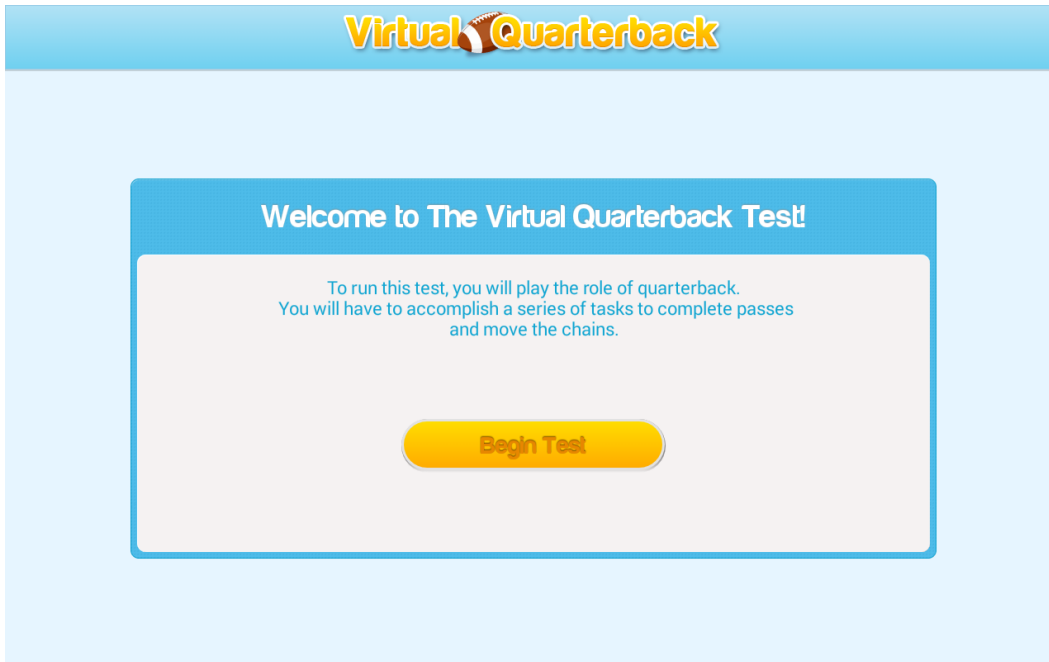 Virtual Quarterback
Welcome to The Virtual Quarterback Test!
To run this test, you will play the role of quarterback.
You will have to accomplish a series of tasks to complete passes
and move the chains.
Begin Test